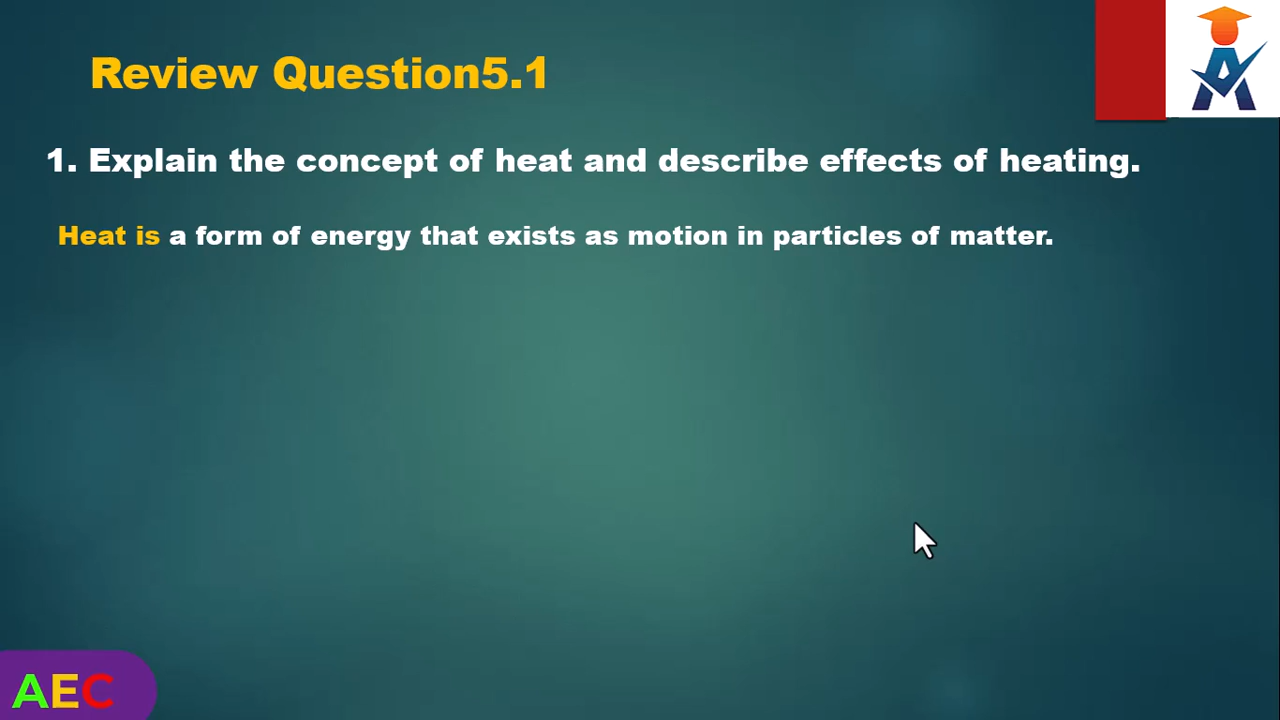 Review Question5.1
1. Explain the concept of heat and describe effects of heating.
Heat is a form of energy that exists as motion in particles of matter.
AEC